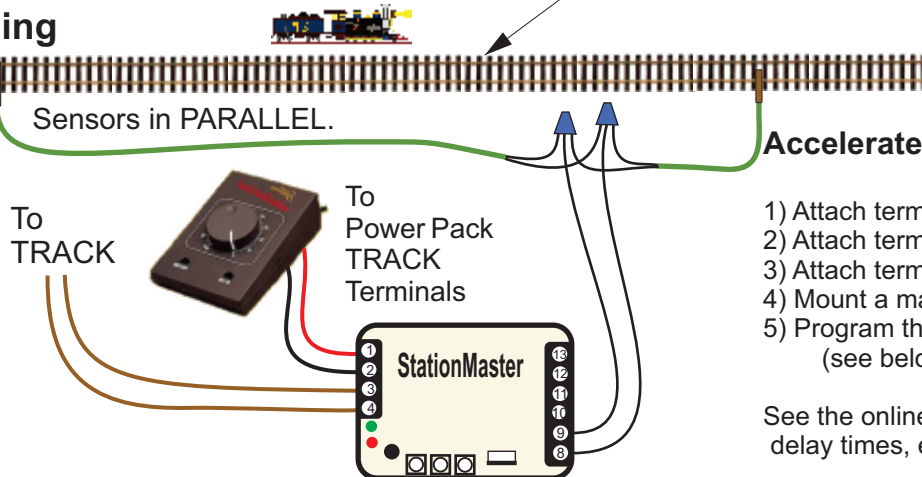 ing
Sensors in PARALLEL.
To
TRACK
To
Power Pack
TRACK
Terminals
StationMaster
1
2
3
4
13
12
11
10
9
8
Accelerate
1) Attach term
2) Attach term
3) Attach term
4) Mount a ma
5) Program th
(see belo
See the online
delay times, e